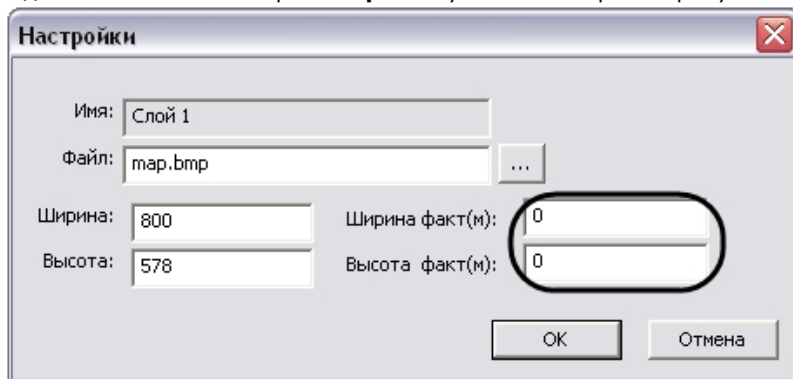 Настройки
Имя: Слой 1
Файл: map.bmp ...
Ширина: 800 Ширина факт(м): 0
Высота: 578 Высота факт(м): 0
OK Отмена